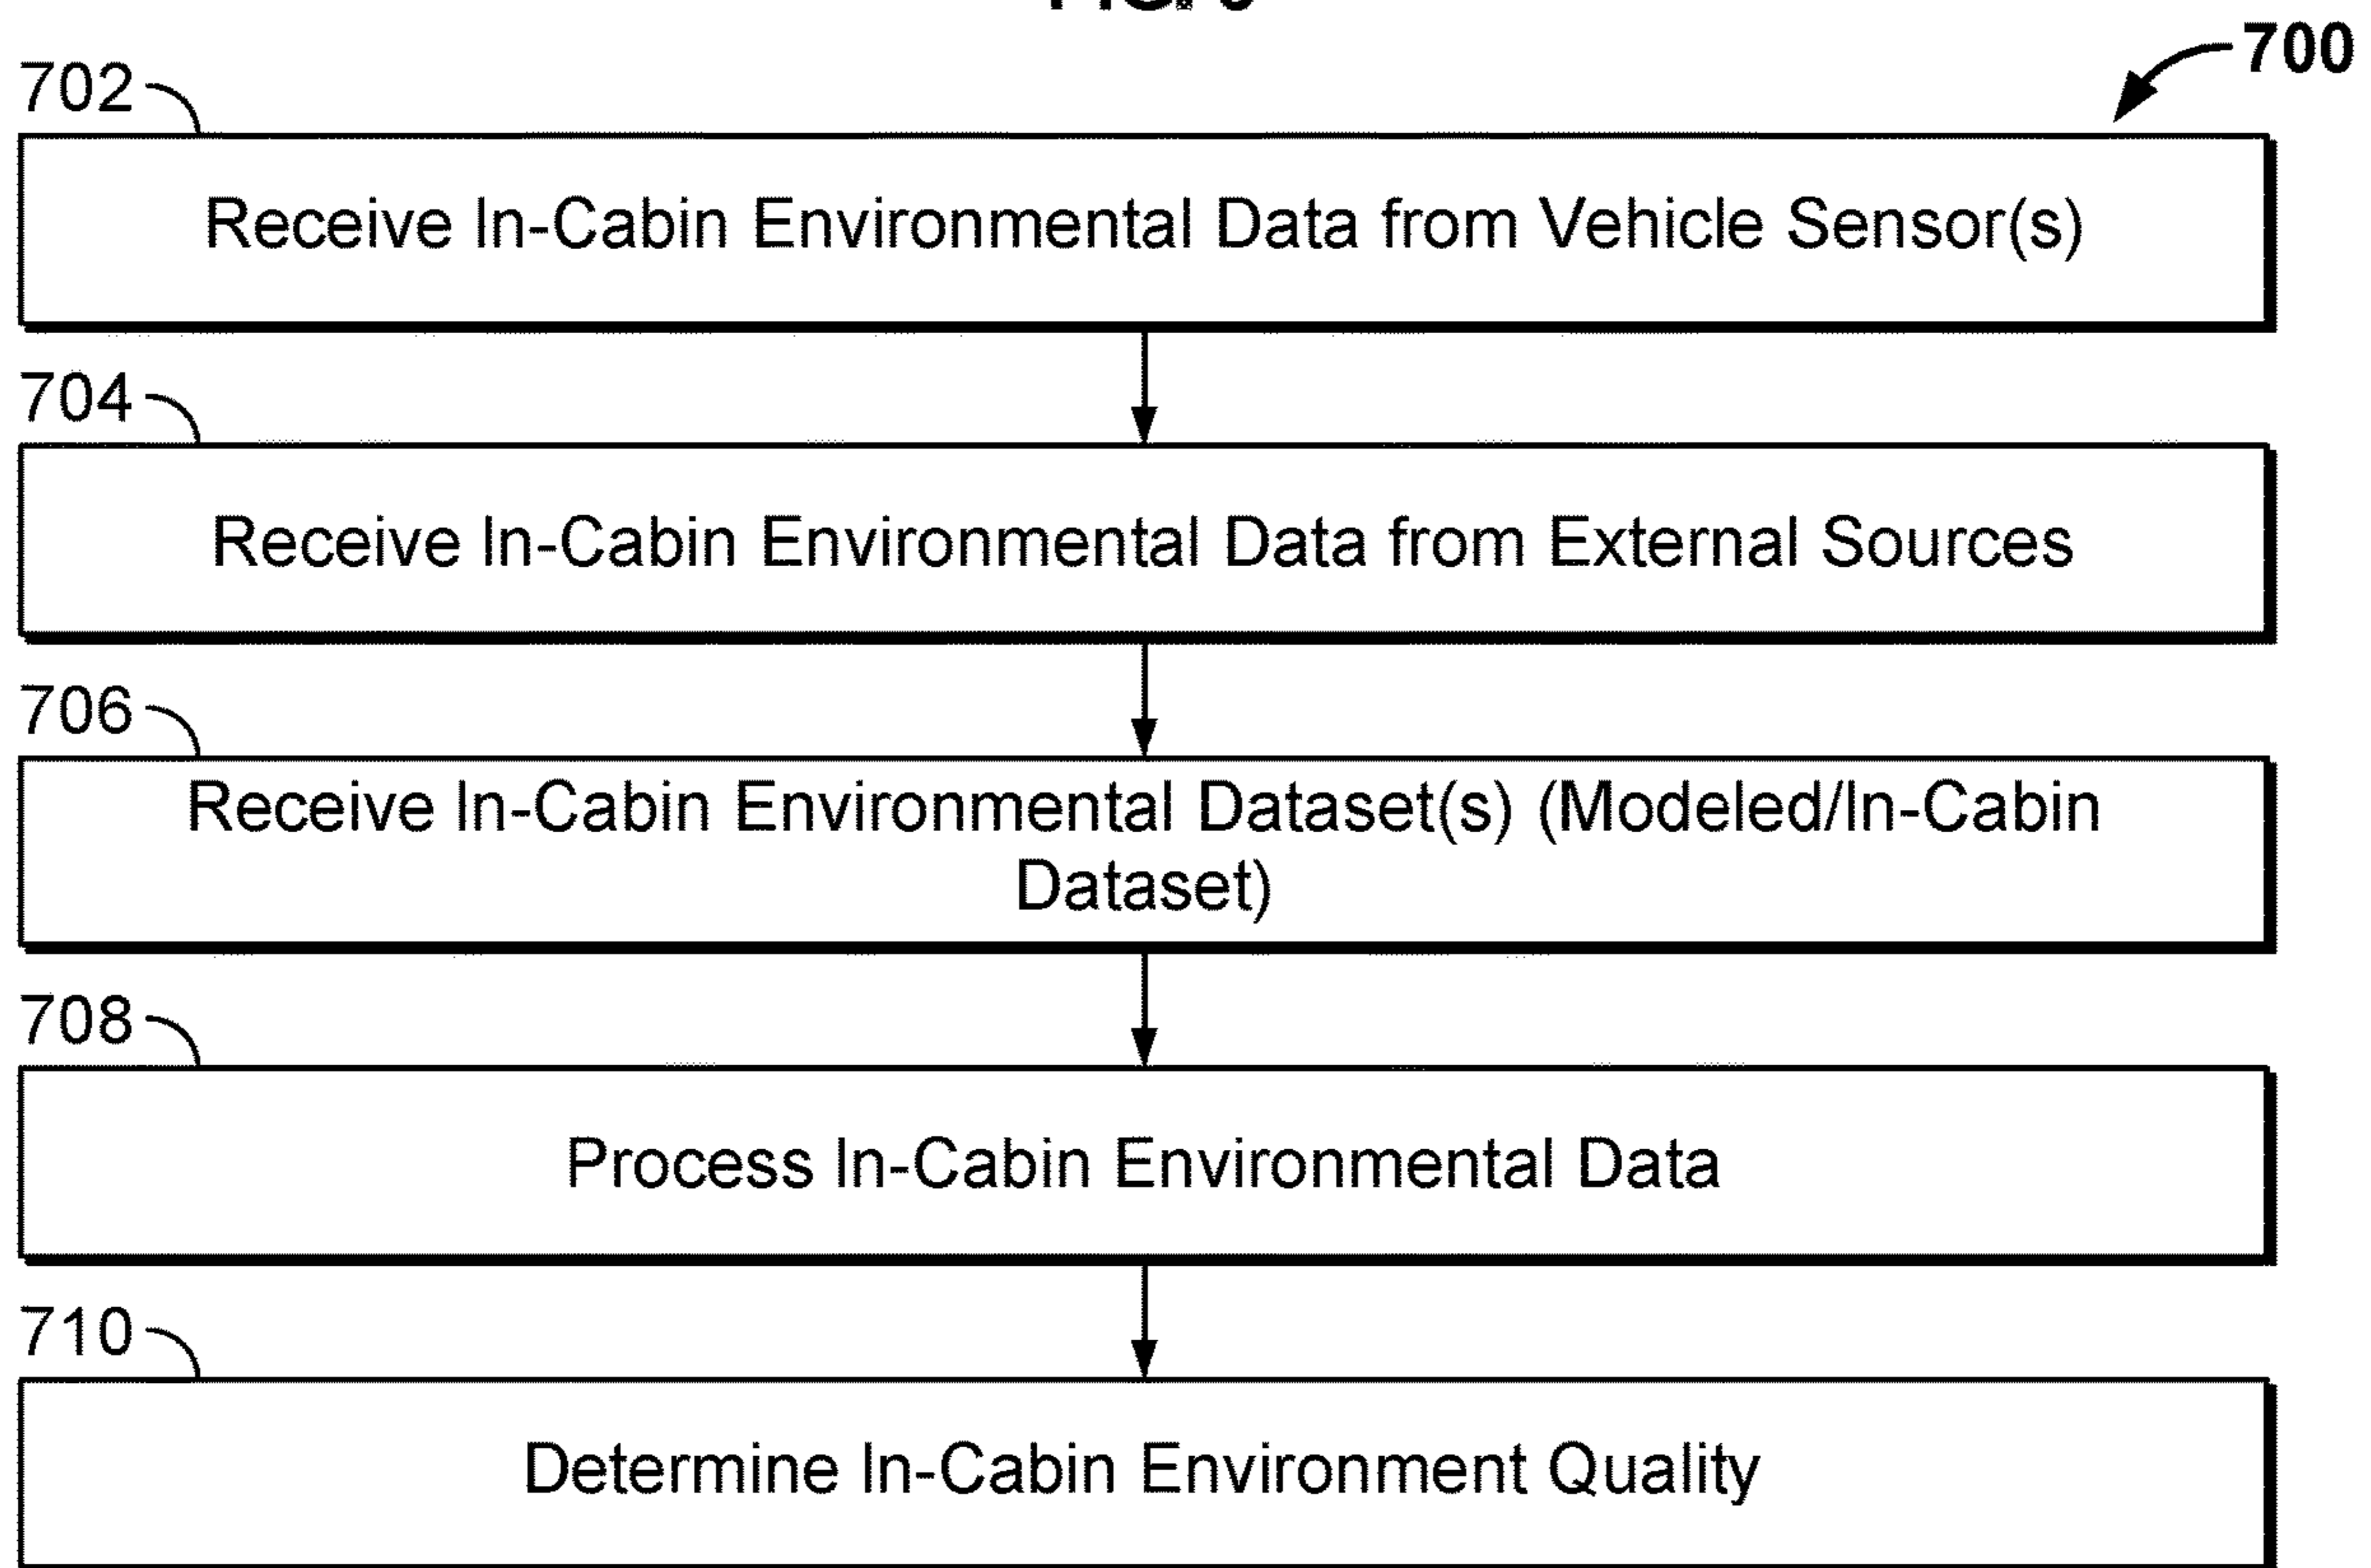 700
702
Receive In-Cabin Environmental Data from Vehicle Sensor(s)
704
Receive In-Cabin Environmental Data from External Sources
706
Receive In-Cabin Environmental Dataset(s) (Modeled/In-Cabin
Dataset)
708
Process In-Cabin Environmental Data
710
Determine In-Cabin Environment Quality